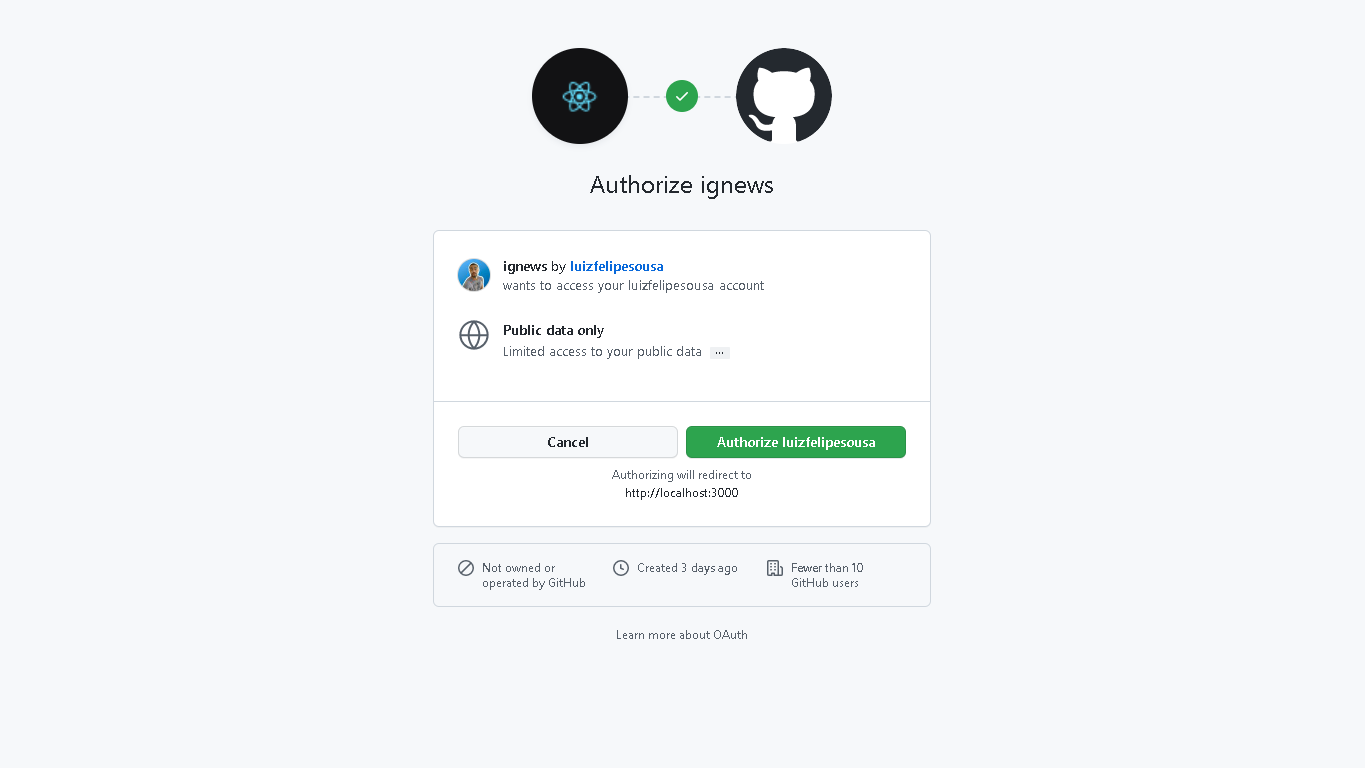 Authorize ignews
ignews by luizfelipesousa
wants to access your luizfelipesousa account
Public data only
Limited access to your public data ...
Cancel
Authorize luizfelipesousa
Authorizing will redirect to
http://localhost:3000
Not owned or
operated by GitHub
Created 3 days ago
Fewer than 10
GitHub users
Learn more about OAuth